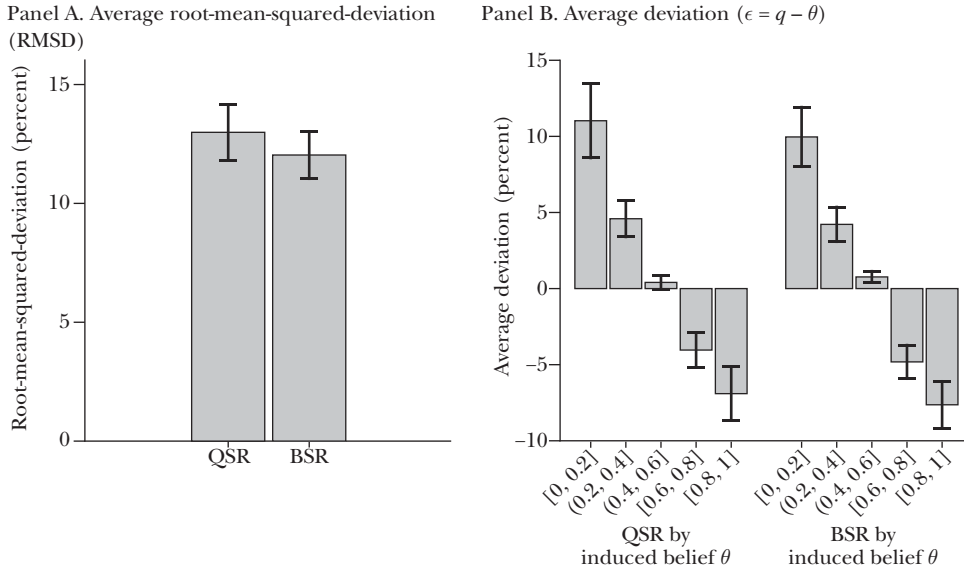 Panel A. Average root-mean-squared-deviation
(RMSD)
Root-mean-squared-deviation (percent)
15
10
5
0
QSR
BSR
Panel B. Average deviation (ϵ = q − θ)
Average deviation (percent)
15
10
5
0
−5
−10
[0, 0.2]
(0.2, 0.4]
(0.4, 0.6]
[0.6, 0.8]
[0.8, 1]
[0, 0.2]
(0.2, 0.4]
(0.4, 0.6]
[0.6, 0.8]
[0.8, 1]
QSR by
induced belief θ
BSR by
induced belief θ